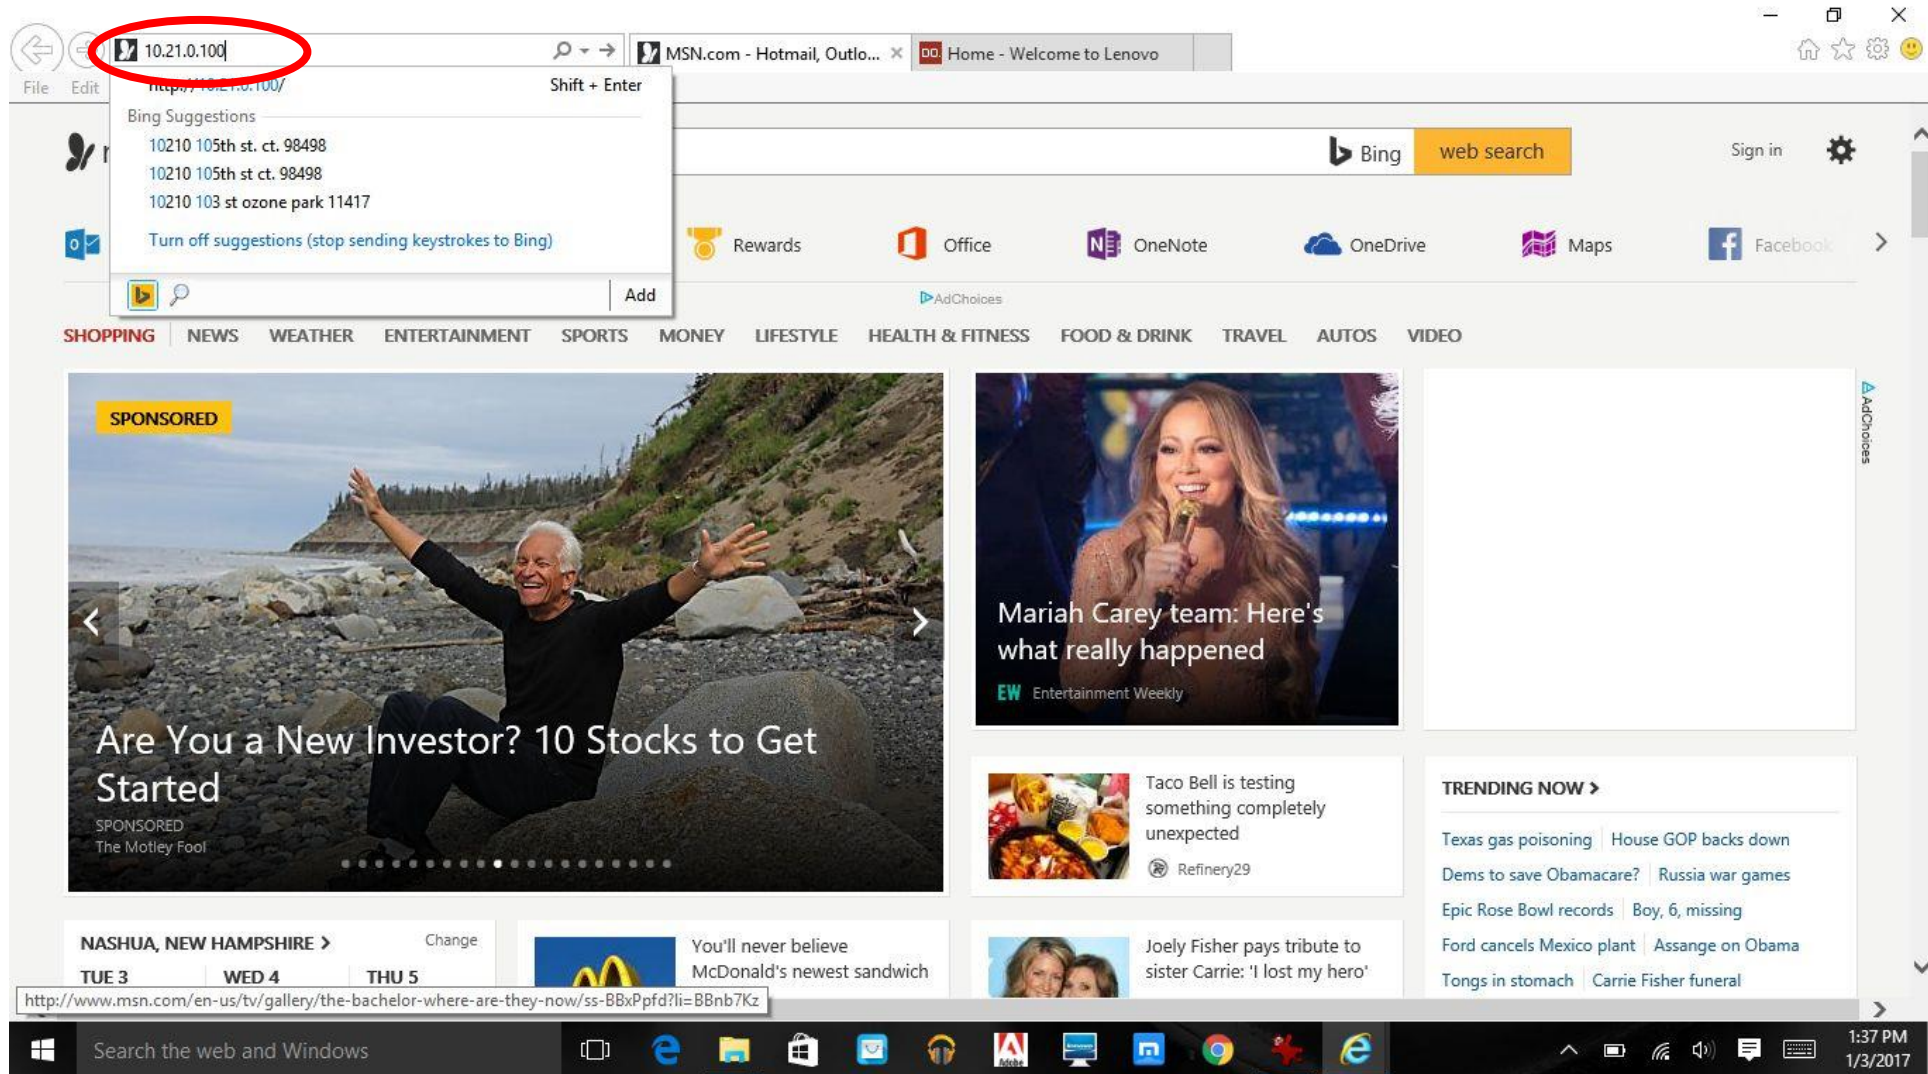 10.21.0.100
MSN.com - Hotmail, Outlo...
Home - Welcome to Lenovo
File Edit
http://10.21.0.100/ Shift + Enter
Bing Suggestions
10210 105th st. ct. 98498
10210 105th st ct. 98498
10210 103 st ozone park 11417
Turn off suggestions (stop sending keystrokes to Bing)
Add
Bing
web search
Sign in
Rewards
Office
OneNote
OneDrive
Maps
Facebook
AdChoices
SHOPPING NEWS WEATHER ENTERTAINMENT SPORTS MONEY LIFESTYLE HEALTH & FITNESS FOOD & DRINK TRAVEL AUTOS VIDEO
SPONSORED
Are You a New Investor? 10 Stocks to Get
Started
SPONSORED
The Motley Fool
Mariah Carey team: Here's
what really happened
EW Entertainment Weekly
AdChoices
Taco Bell is testing
something completely
unexpected
Refinery29
TRENDING NOW >
Texas gas poisoning House GOP backs down
Dems to save Obamacare? Russia war games
Epic Rose Bowl records Boy, 6, missing
Ford cancels Mexico plant Assange on Obama
Tongs in stomach Carrie Fisher funeral
NASHUA, NEW HAMPSHIRE > Change
TUE 3 WED 4 THU 5
You'll never believe
McDonald's newest sandwich
Joely Fisher pays tribute to
sister Carrie: 'I lost my hero'
http://www.msn.com/en-us/tv/gallery/the-bachelor-where-are-they-now/ss-BBxPpfd?li=BBnb7Kz
Search the web and Windows
Adobe
1:37 PM
1/3/2017